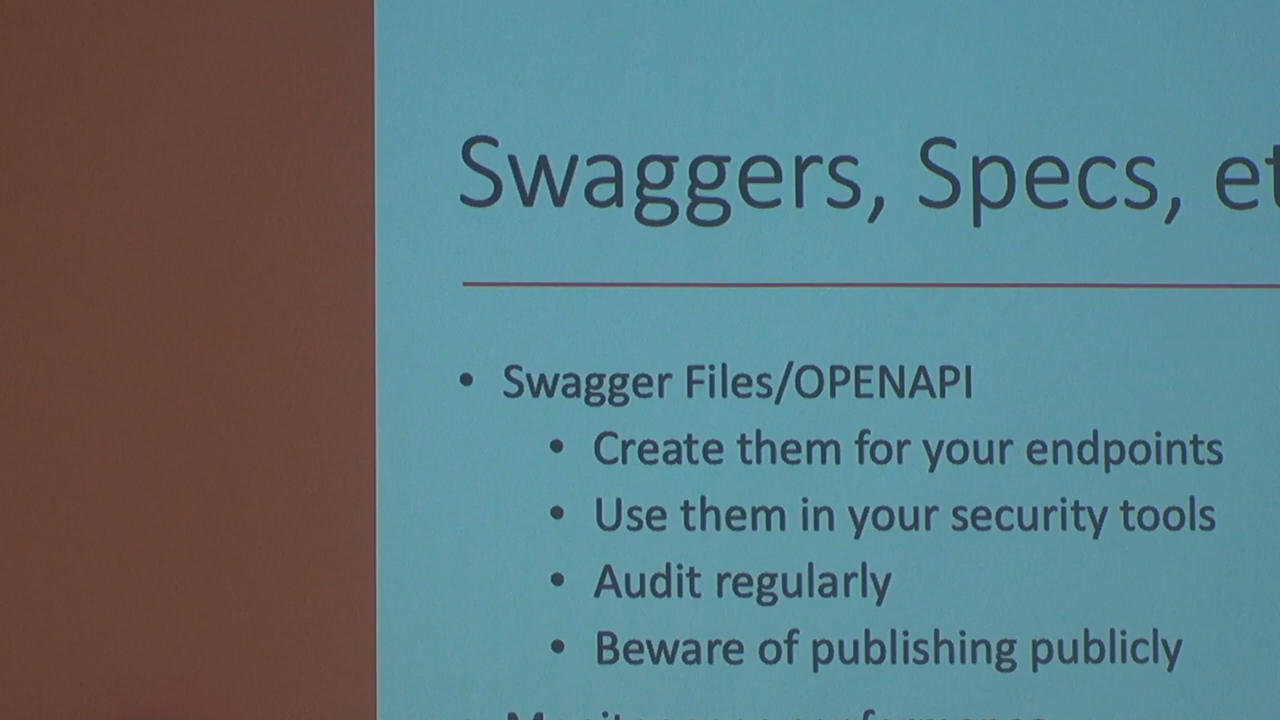 Swaggers, Specs,
• Swagger Files/OPENAPI
• Create them for your endpoints
• Use them in your security tools
• Audit regularly
• Beware of publishing publicly